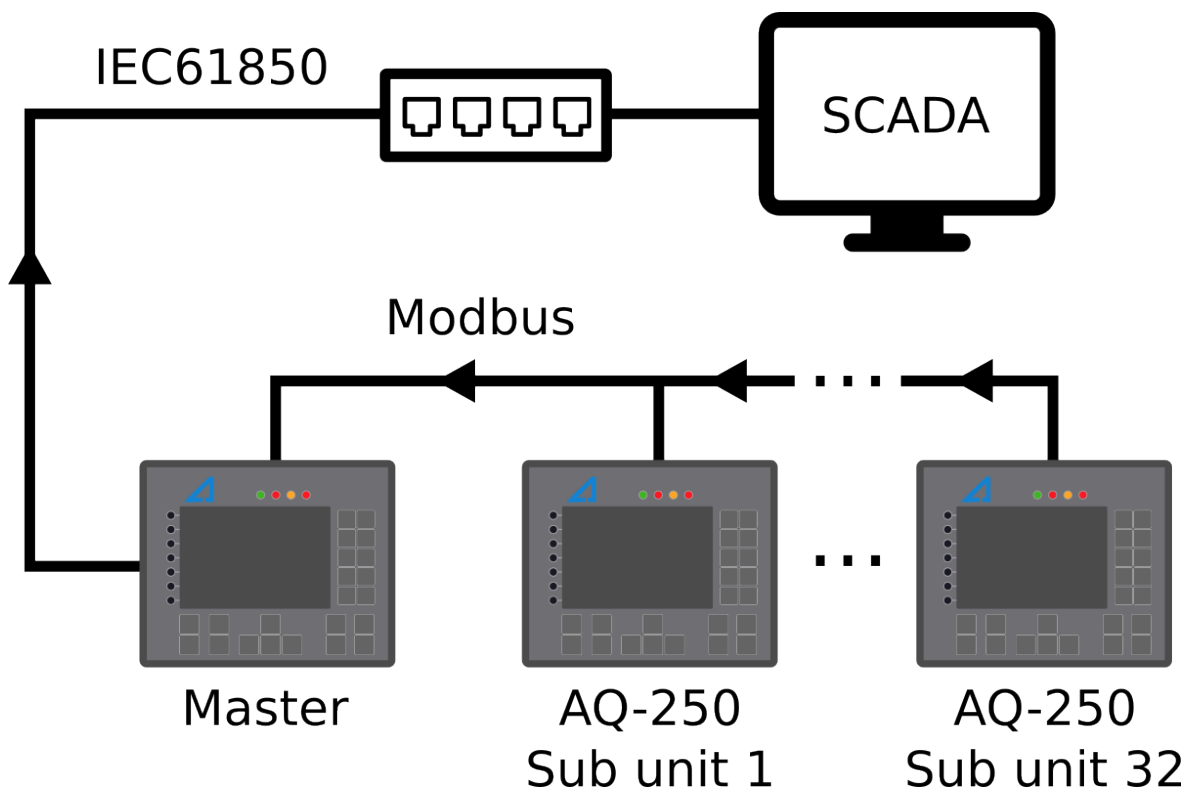 IEC61850
SCADA
Modbus
Master
AQ-250
Sub unit 1
AQ-250
Sub unit 32